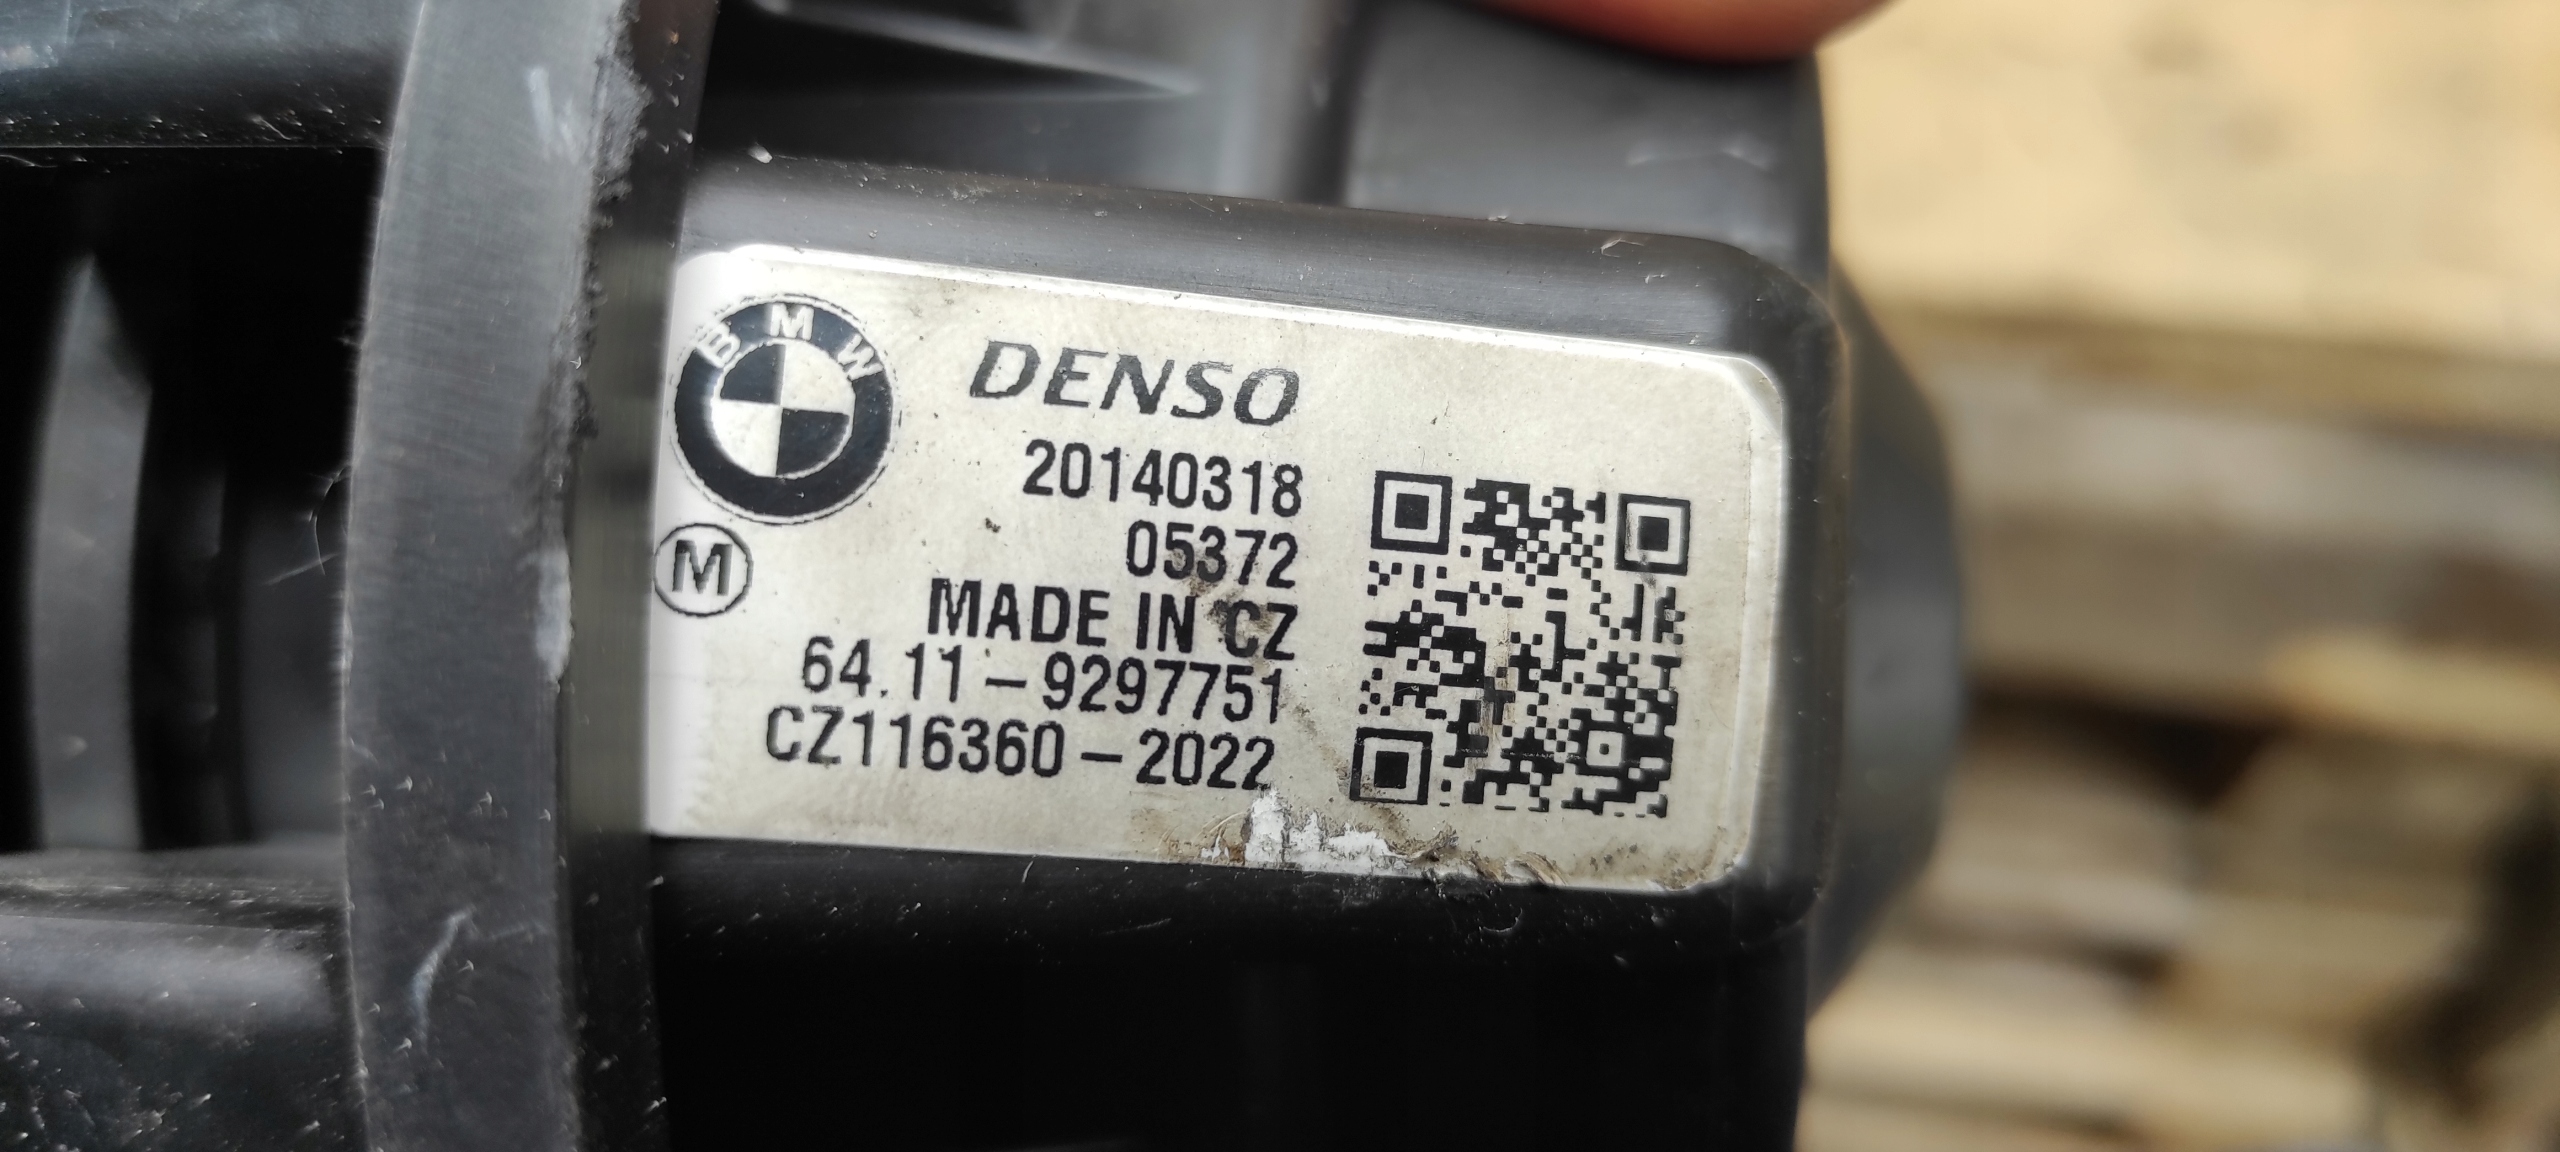 BMW
DENSO
20140318
05372
M
MADE IN CZ
64.11-9297751
CZ116360-2022